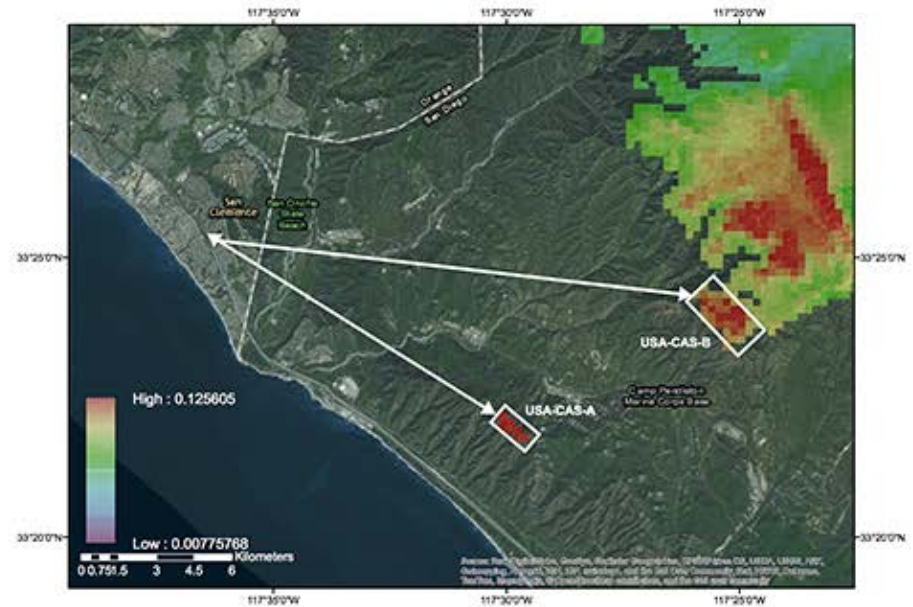 117°35'0"W
117°30'0"W
117°25'0"W
Orange
San Diego
San
Clemente
San Onofre
State
Beach
33°25'0"N
33°25'0"N
USA-CAS-B
Camp Pendleton
Marine Corps Base
USA-CAS-A
High : 0.125605
Low : 0.00775768
Kilometers
0 0.75 1.5 3 4.5 6
33°20'0"N
33°20'0"N
117°35'0"W
117°30'0"W
117°25'0"W